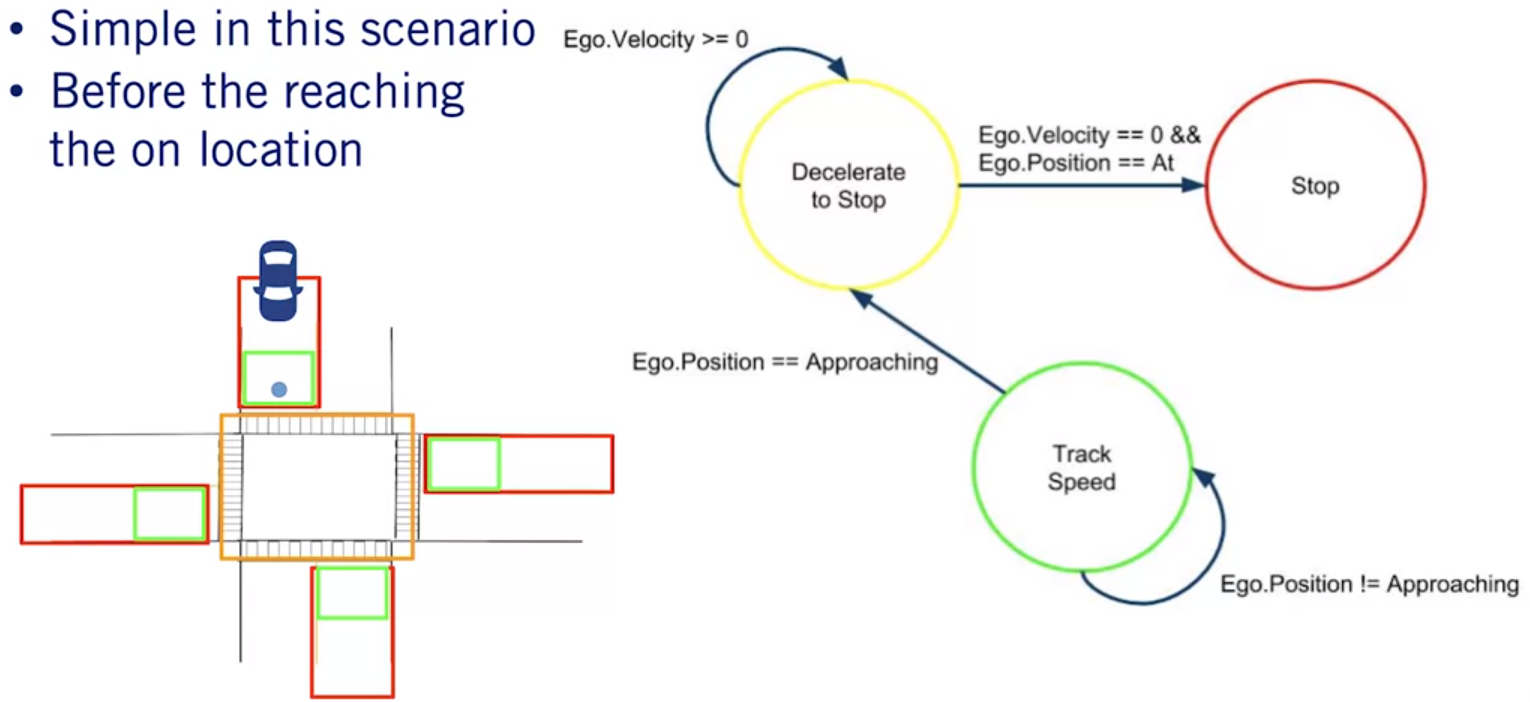 • Simple in this scenario
• Before the reaching
the on location
Ego.Velocity >= 0
Decelerate
to Stop
Ego.Velocity == 0 &&
Ego.Position == At
Stop
Ego.Position == Approaching
Track
Speed
Ego.Position != Approaching